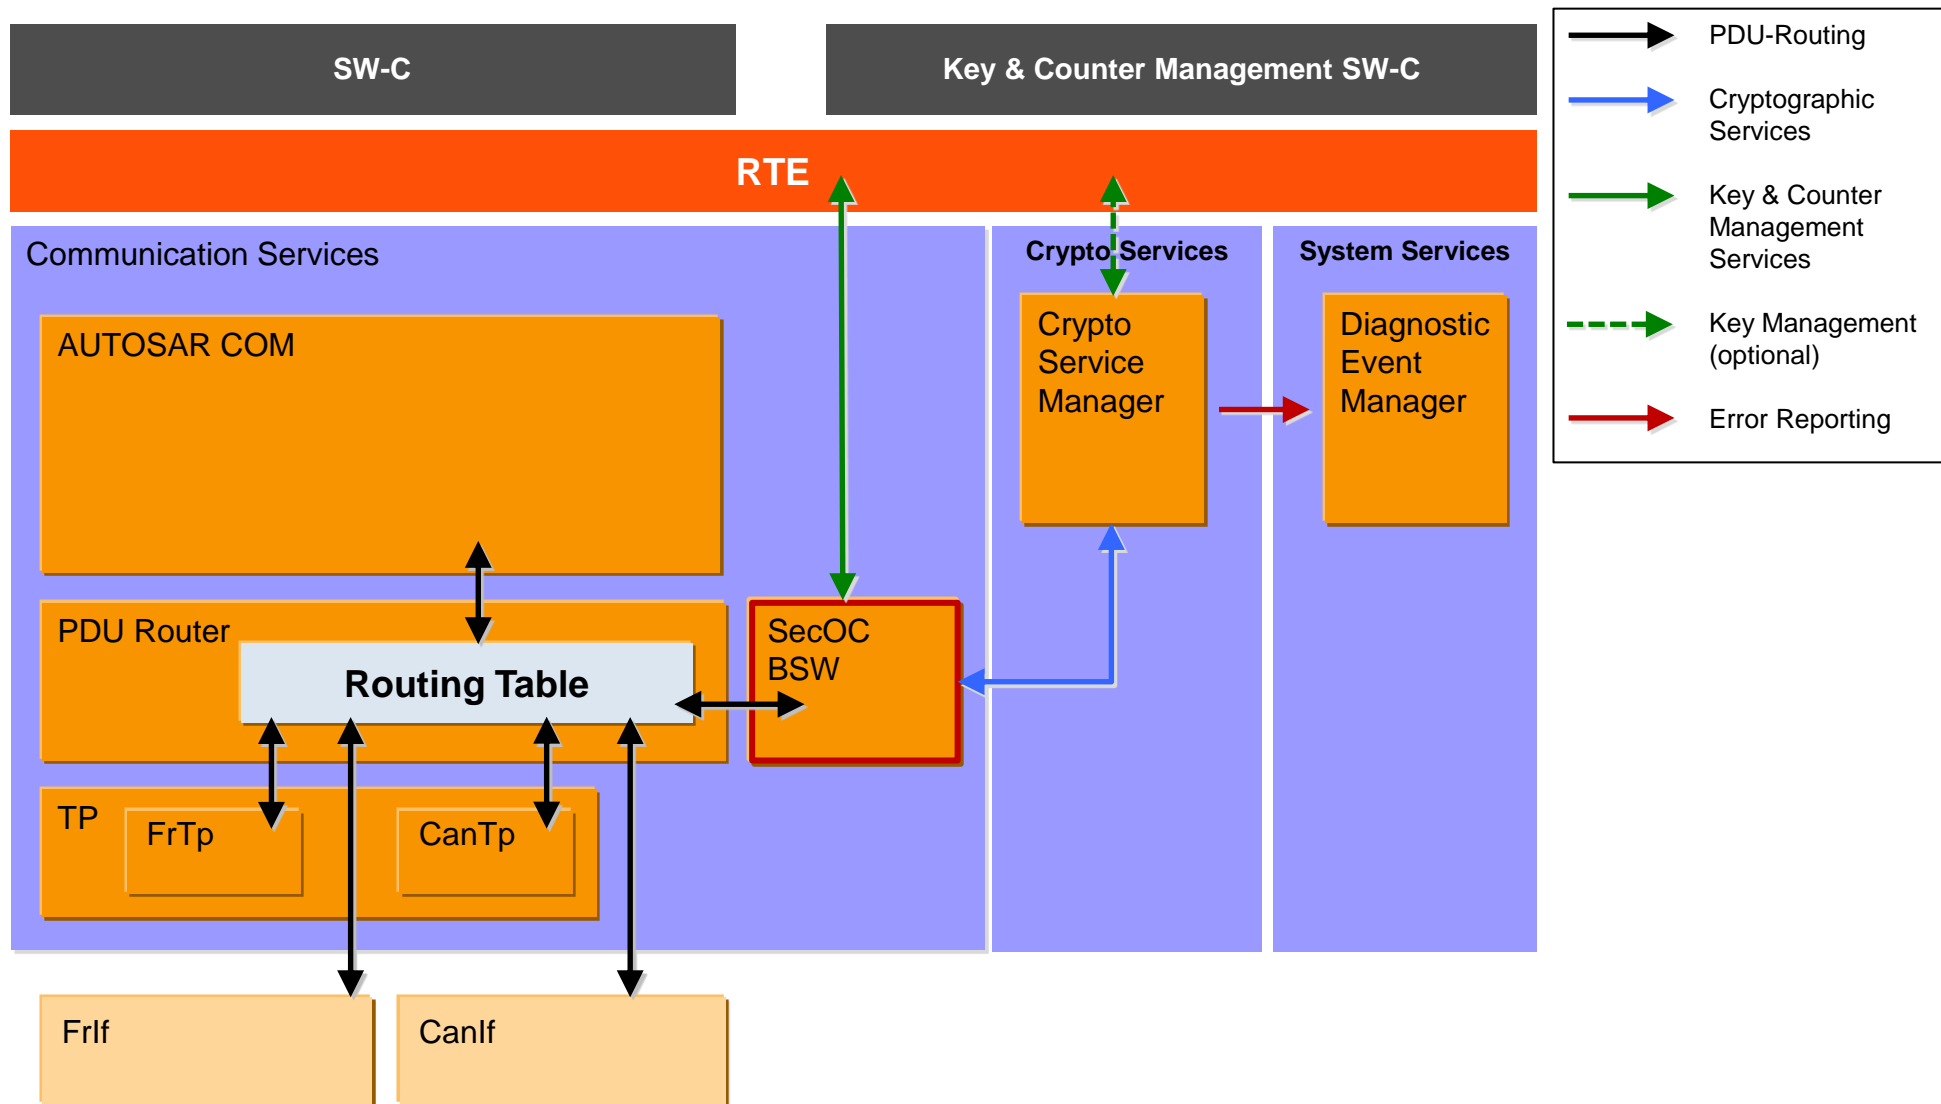 SW-C
Key & Counter Management SW-C
RTE
Communication Services
Crypto Services
System Services
AUTOSAR COM
Crypto
Service
Manager
Diagnostic
Event
Manager
PDU Router
Routing Table
SecOC
BSW
TP
FrTp
CanTp
FrIf
CanIf
PDU-Routing
Cryptographic
Services
Key & Counter
Management
Services
Key Management
(optional)
Error Reporting